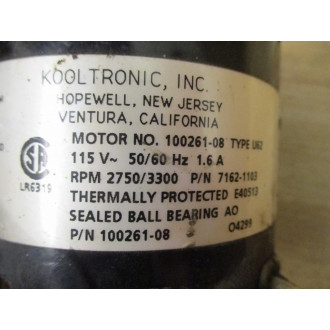 KOOLTRONIC, INC.
HOPEWELL, NEW JERSEY
VENTURA, CALIFORNIA
MOTOR NO. 100261-08 TYPE U62
115 V~ 50/60 Hz 1.6 A
RPM 2750/3300 P/N 7162-1103
THERMALLY PROTECTED E40513
SEALED BALL BEARING AO
P/N 100261-08 O4299
LR6319